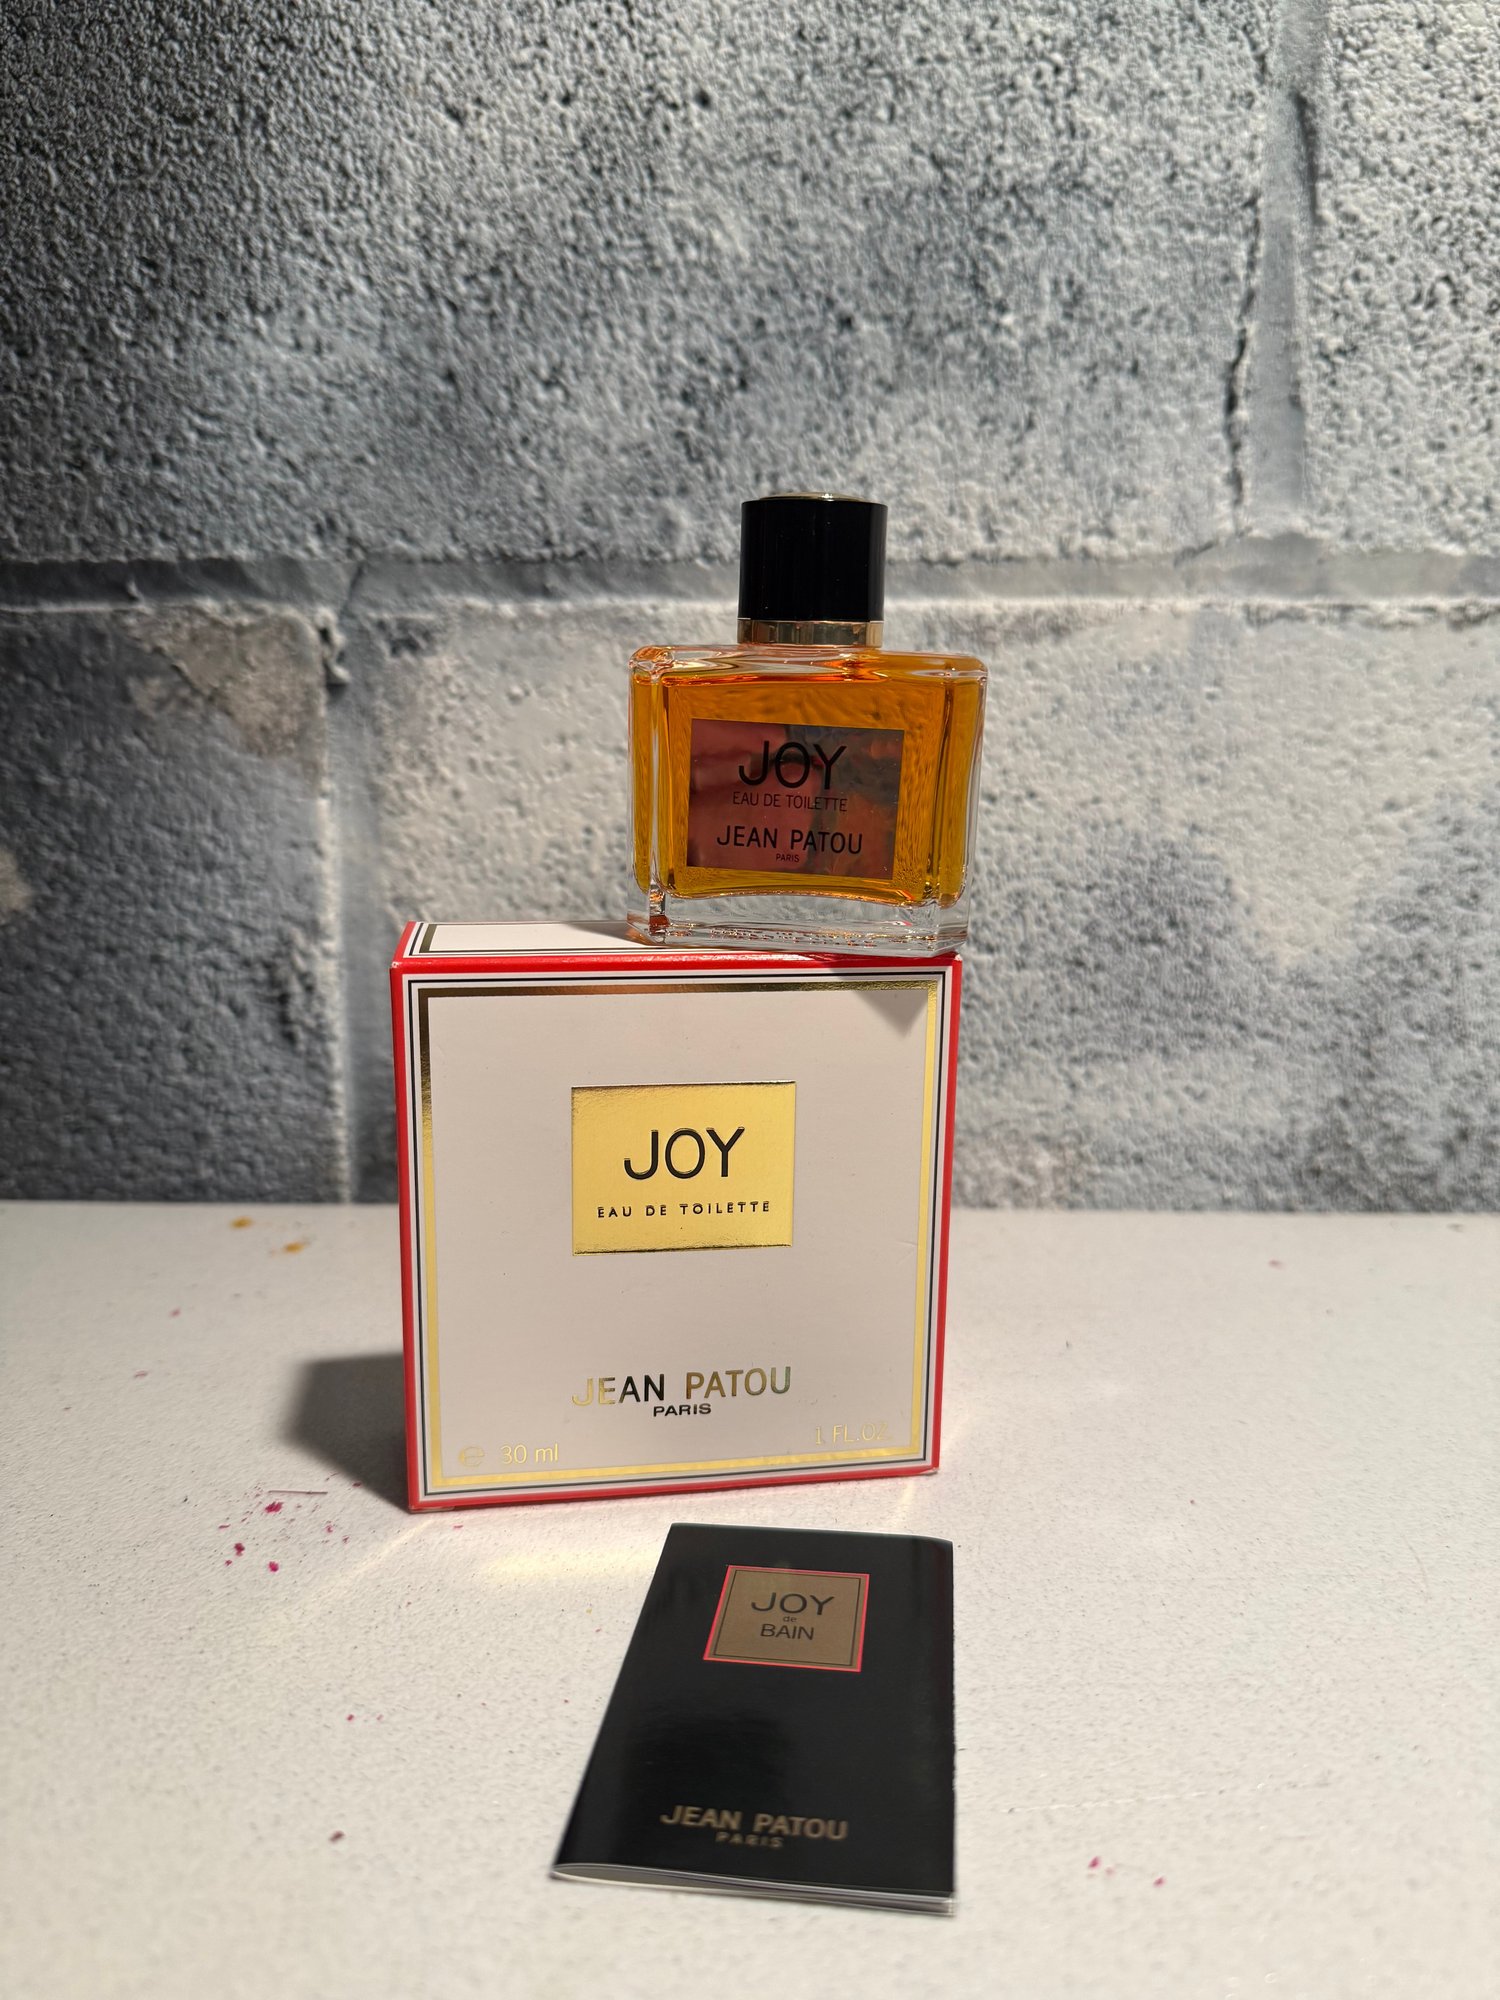 JOY
EAU DE TOILETTE
JEAN PATOU
PARIS
JOY
EAU DE TOILETTE
JEAN PATOU
PARIS
e 30 ml
1 FL.OZ.
JOY
de
BAIN
JEAN PATOU
PARIS